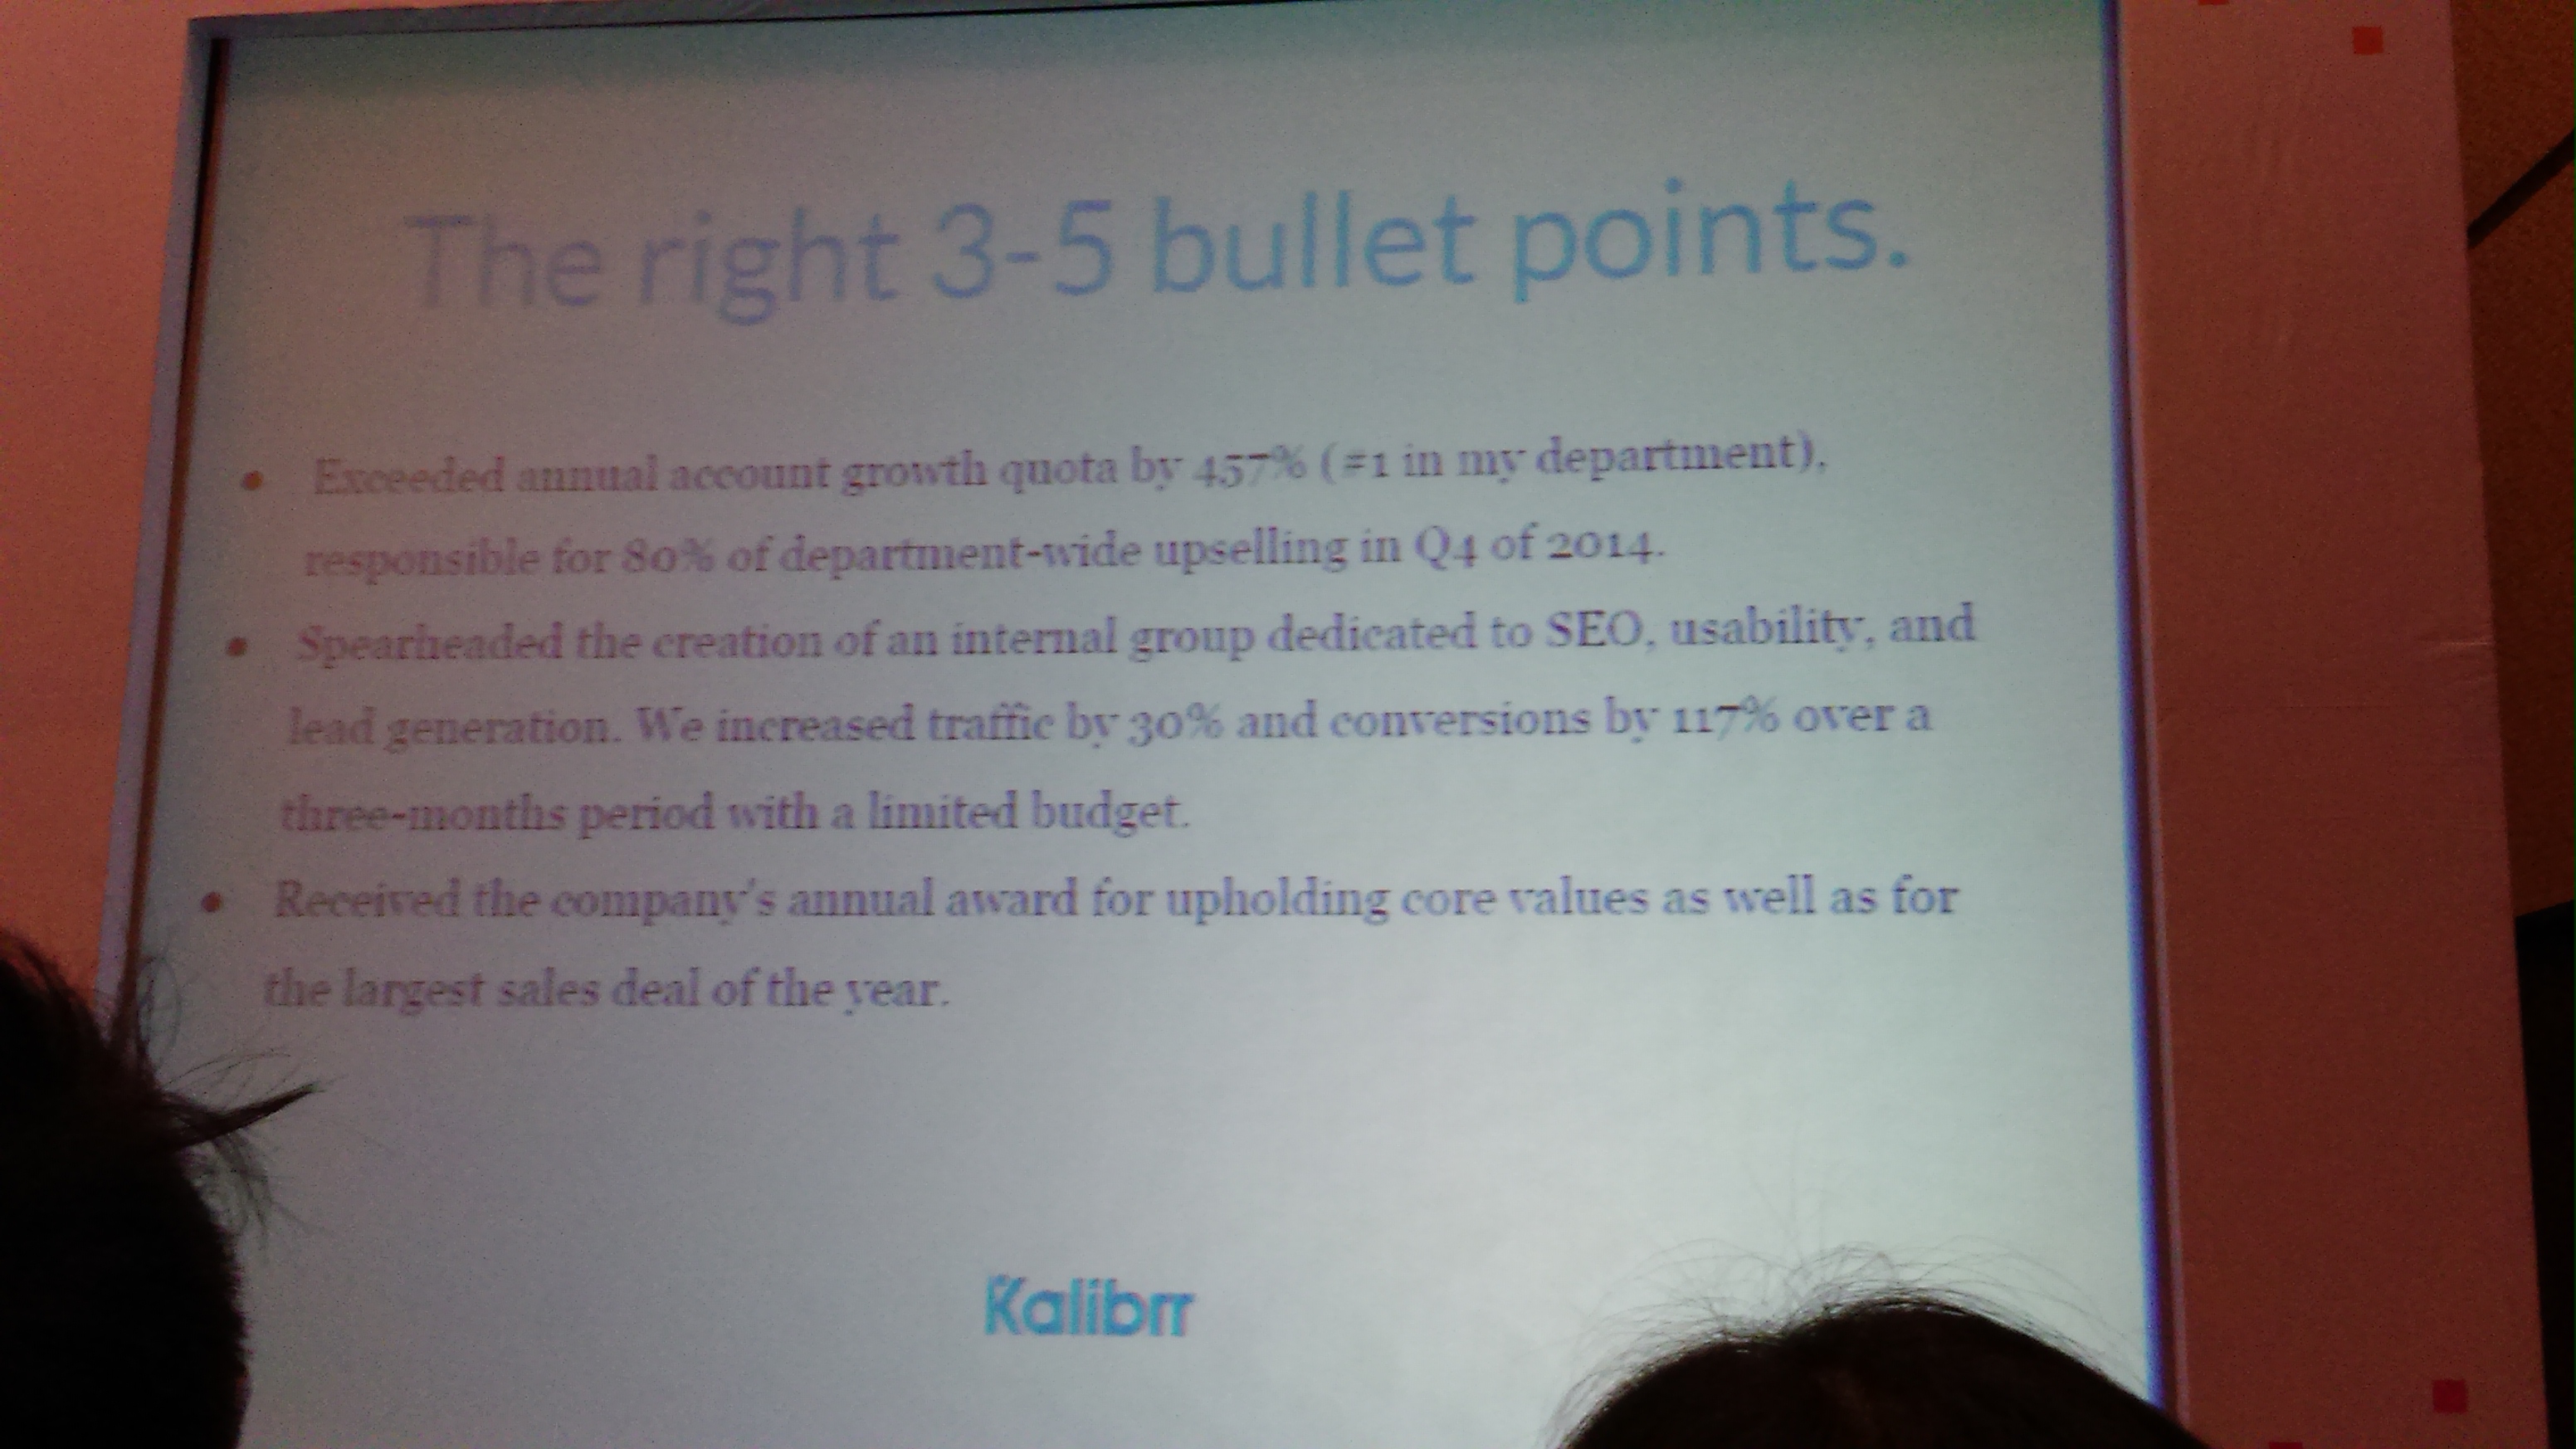 The right 3-5 bullet points.
• Exceeded annual account growth quota by 457% (#1 in my department),
responsible for 80% of department-wide upselling in Q4 of 2014.
• Spearheaded the creation of an internal group dedicated to SEO, usability, and
lead generation. We increased traffic by 30% and conversions by 117% over a
three-months period with a limited budget.
• Received the company's annual award for upholding core values as well as for
the largest sales deal of the year.
Kalibrr